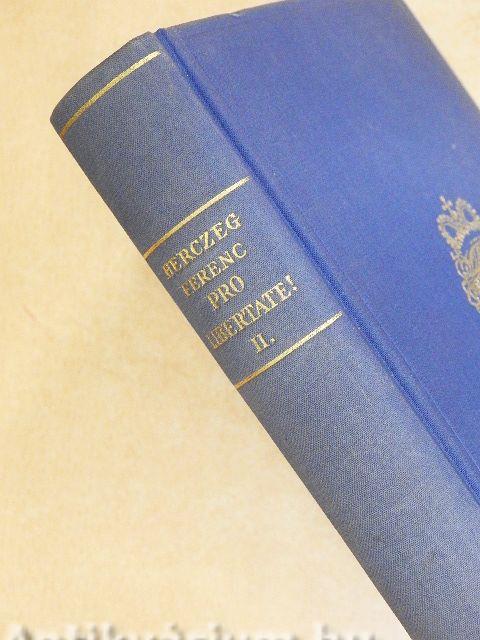 HERCZEG
FERENC
PRO
LIBERTATE!
II.